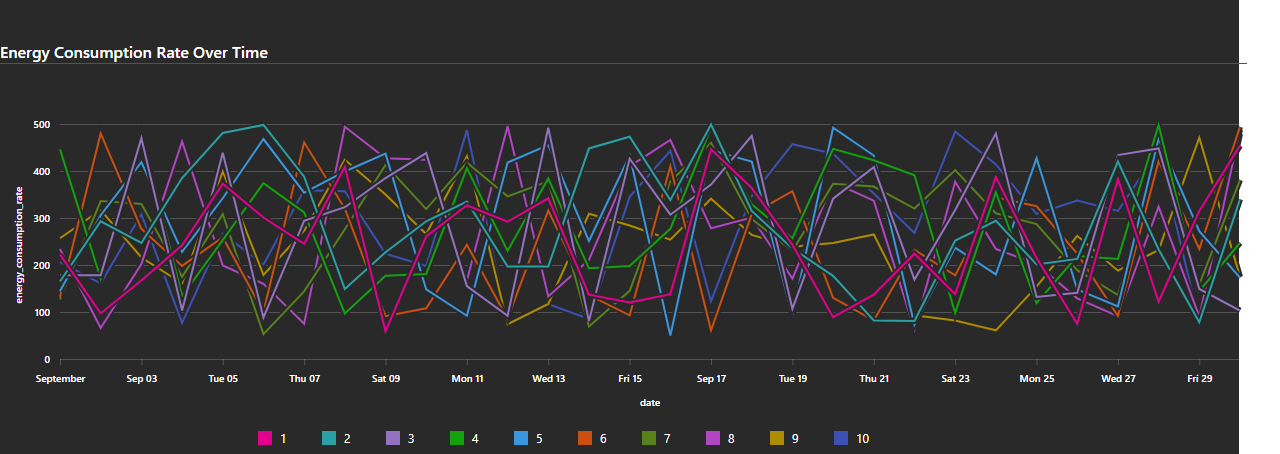 Energy Consumption Rate Over Time
energy_consumption_rate
500
400
300
200
100
0
September Sep 03 Tue 05 Thu 07 Sat 09 Mon 11 Wed 13 Fri 15 Sep 17 Tue 19 Thu 21 Sat 23 Mon 25 Wed 27 Fri 29
date
1 2 3 4 5 6 7 8 9 10